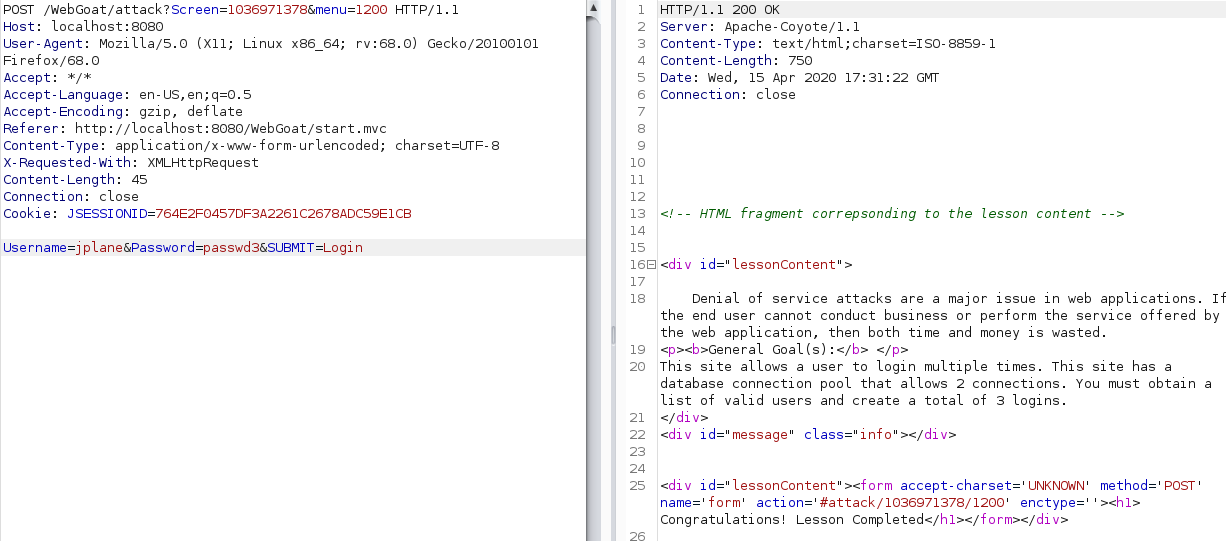 POST /WebGoat/attack?Screen=1036971378&menu=1200 HTTP/1.1
Host: localhost:8080
User-Agent: Mozilla/5.0 (X11; Linux x86_64; rv:68.0) Gecko/20100101
Firefox/68.0
Accept: */*
Accept-Language: en-US,en;q=0.5
Accept-Encoding: gzip, deflate
Referer: http://localhost:8080/WebGoat/start.mvc
Content-Type: application/x-www-form-urlencoded; charset=UTF-8
X-Requested-With: XMLHttpRequest
Content-Length: 45
Connection: close
Cookie: JSESSIONID=764E2F0457DF3A2261C2678ADC59E1CB
Username=jplane&Password=passwd3&SUBMIT=Login
1 HTTP/1.1 200 OK
2 Server: Apache-Coyote/1.1
3 Content-Type: text/html;charset=ISO-8859-1
4 Content-Length: 750
5 Date: Wed, 15 Apr 2020 17:31:22 GMT
6 Connection: close
7
8
9
10
11
12
13 <!-- HTML fragment correpsonding to the lesson content -->
14
15
16 <div id="lessonContent">
17
18 Denial of service attacks are a major issue in web applications. If
the end user cannot conduct business or perform the service offered by
the web application, then both time and money is wasted.
19 <p><b>General Goal(s):</b> </p>
20 This site allows a user to login multiple times. This site has a
database connection pool that allows 2 connections. You must obtain a
list of valid users and create a total of 3 logins.
21 </div>
22 <div id="message" class="info"></div>
23
24
25 <div id="lessonContent"><form accept-charset='UNKNOWN' method='POST'
name='form' action='#attack/1036971378/1200' enctype=''><h1>
Congratulations! Lesson Completed</h1></form></div>
26